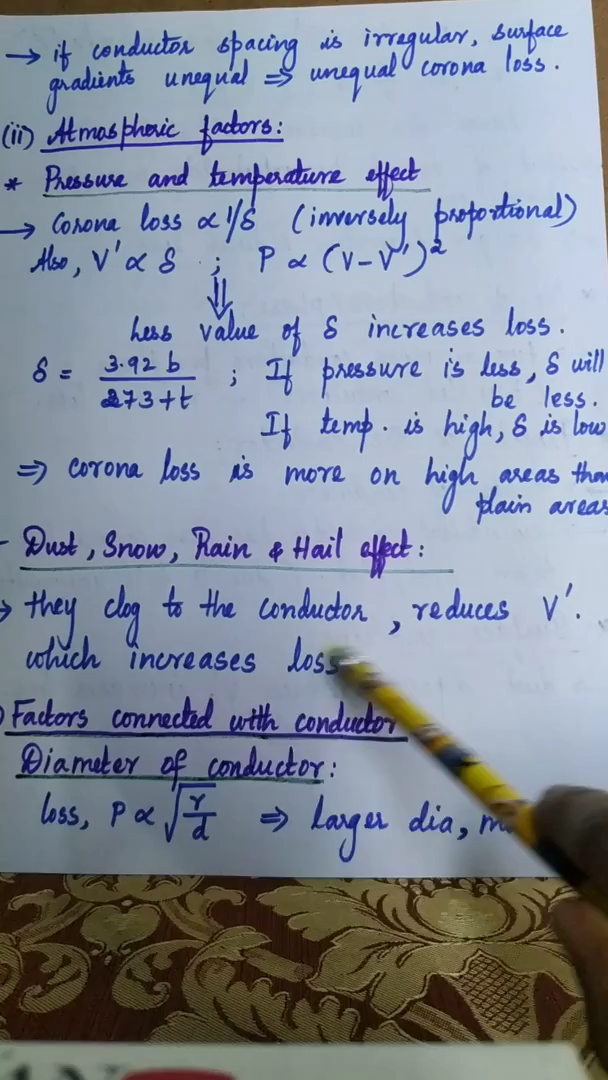 → if conductor spacing is irregular, surface
gradients unequal ⇒ unequal corona loss.
(ii) Atmospheric factors:
* Pressure and temperature effect
→ Corona loss ∝ 1/δ (inversely proportional)
Also, V' ∝ δ ; P ∝ (V-V')²
⇓
Less value of δ increases loss.
δ = 3.92 b / 273+t ; If pressure is less, δ will
be less.
If temp. is high, δ is low
⇒ corona loss is more on high areas than
plain areas
- Dust, Snow, Rain & Hail effect:
→ they clog to the conductor, reduces V'.
which increases loss
) Factors connected with conductor
Diameter of conductor:
loss, P ∝ √(r/d) ⇒ larger dia,